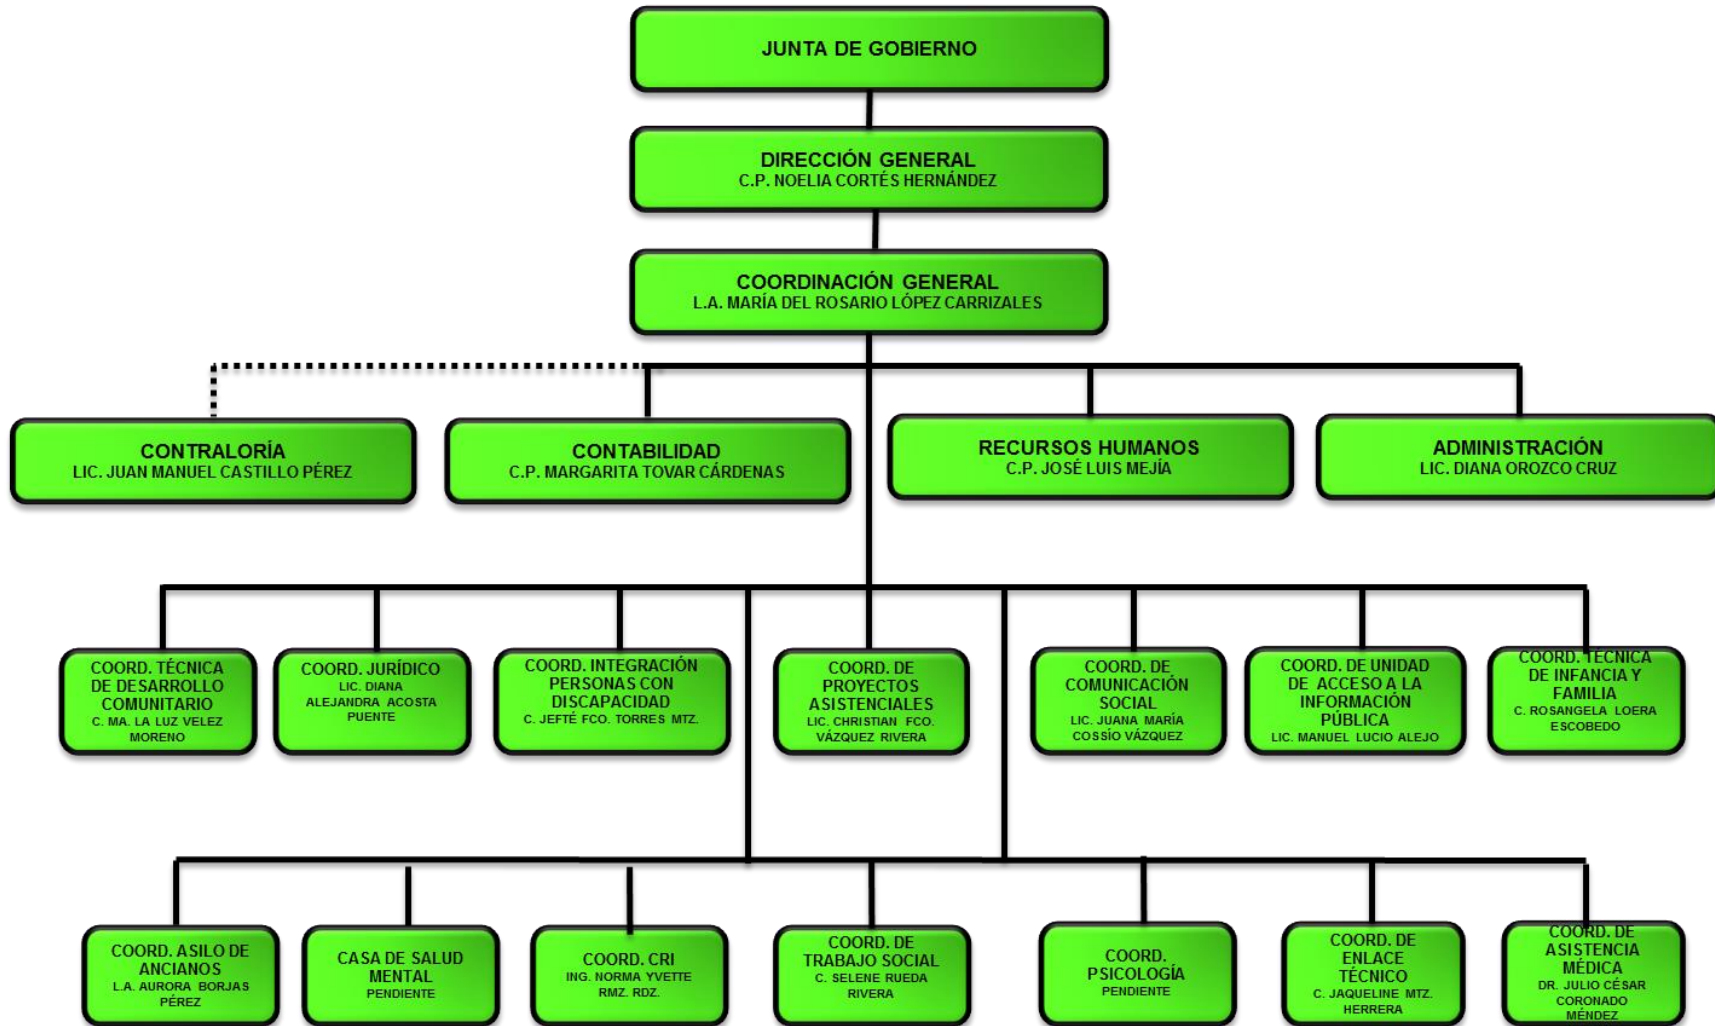 JUNTA DE GOBIERNO
DIRECCIÓN GENERAL
C.P. NOELIA CORTÉS HERNÁNDEZ
COORDINACIÓN GENERAL
L.A. MARÍA DEL ROSARIO LÓPEZ CARRIZALES
CONTRALORÍA
LIC. JUAN MANUEL CASTILLO PÉREZ
CONTABILIDAD
C.P. MARGARITA TOVAR CÁRDENAS
RECURSOS HUMANOS
C.P. JOSÉ LUIS MEJÍA
ADMINISTRACIÓN
LIC. DIANA OROZCO CRUZ
COORD. TÉCNICA
DE DESARROLLO
COMUNITARIO
C. MA. LA LUZ VELEZ
MORENO
COORD. JURÍDICO
LIC. DIANA
ALEJANDRA ACOSTA
PUENTE
COORD. INTEGRACIÓN
PERSONAS CON
DISCAPACIDAD
C. JEFTÉ FCO. TORRES MTZ.
COORD. DE
PROYECTOS
ASISTENCIALES
LIC. CHRISTIAN FCO.
VÁZQUEZ RIVERA
COORD. DE
COMUNICACIÓN
SOCIAL
LIC. JUANA MARÍA
COSSÍO VÁZQUEZ
COORD. DE UNIDAD
DE ACCESO A LA
INFORMACIÓN
PÚBLICA
LIC. MANUEL LUCIO ALEJO
COORD. TÉCNICA
DE INFANCIA Y
FAMILIA
C. ROSANGELA LOERA
ESCOBEDO
COORD. ASILO DE
ANCIANOS
L.A. AURORA BORJAS
PÉREZ
CASA DE SALUD
MENTAL
PENDIENTE
COORD. CRI
ING. NORMA YVETTE
RMZ. RDZ.
COORD. DE
TRABAJO SOCIAL
C. SELENE RUEDA
RIVERA
COORD.
PSICOLOGÍA
PENDIENTE
COORD. DE
ENLACE
TÉCNICO
C. JAQUELINE MTZ.
HERRERA
COORD. DE
ASISTENCIA
MÉDICA
DR. JULIO CÉSAR
CORONADO
MÉNDEZ